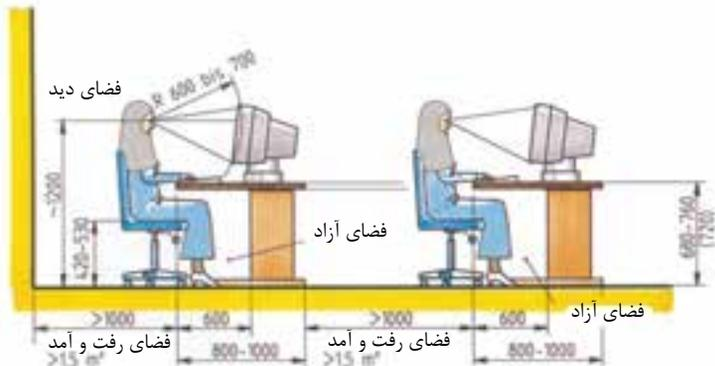 فضای دید
R 600 bis 700
~1200
420-530
فضای آزاد
680-760
(720)
فضای آزاد
>1000
600
>1000
600
فضای رفت و آمد
>1.5 m²
800-1000
فضای رفت و آمد
>1.5 m²
800-1000